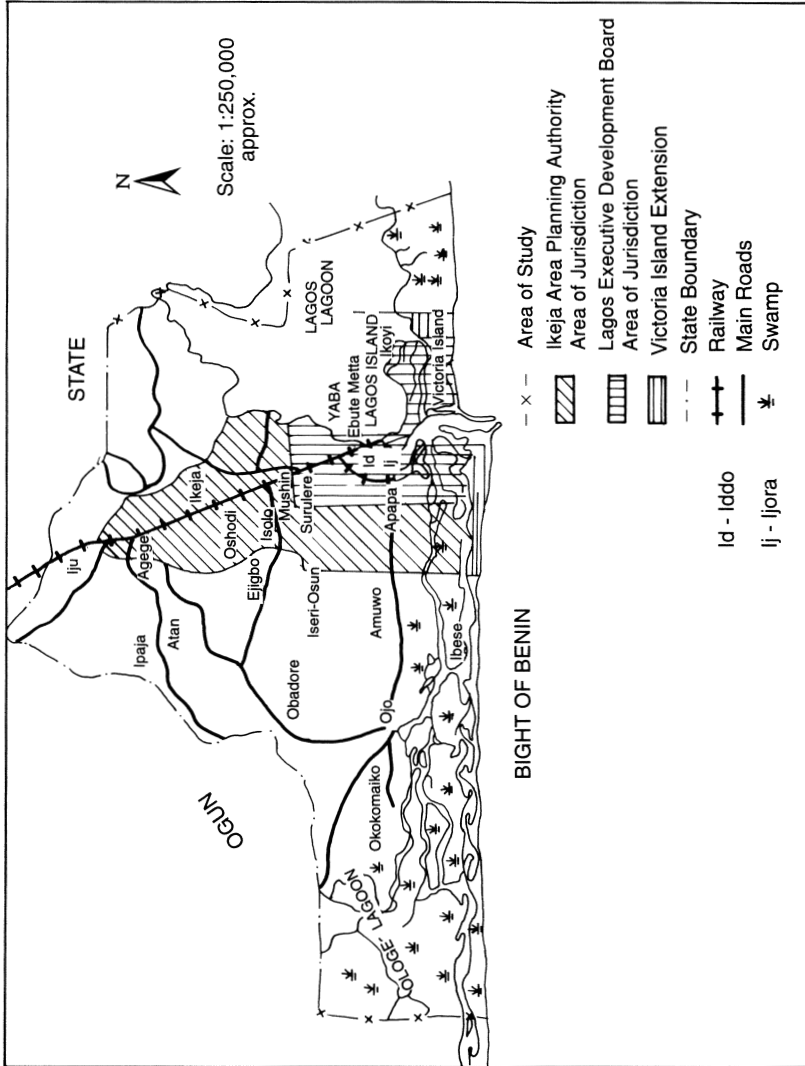 N
Scale: 1:250,000
approx.
STATE
OGUN
LAGOS
LAGOON
Iju
Agege
Ipaja
Atan
Ikeja
Oshodi
Isolo
Mushin
Ejigbo
Surulere
YABA
Ebute Metta
LAGOS ISLAND
Ikoyi
Victoria Island
Id
Ij
Apapa
Iseri-Osun
Amuwo
Obadore
Ojo
Okokomaiko
OLOGE LAGOON
Ibese
BIGHT OF BENIN
Area of Study
Ikeja Area Planning Authority
Area of Jurisdiction
Lagos Executive Development Board
Area of Jurisdiction
Victoria Island Extension
State Boundary
Railway
Main Roads
Swamp
Id - Iddo
Ij - Ijora